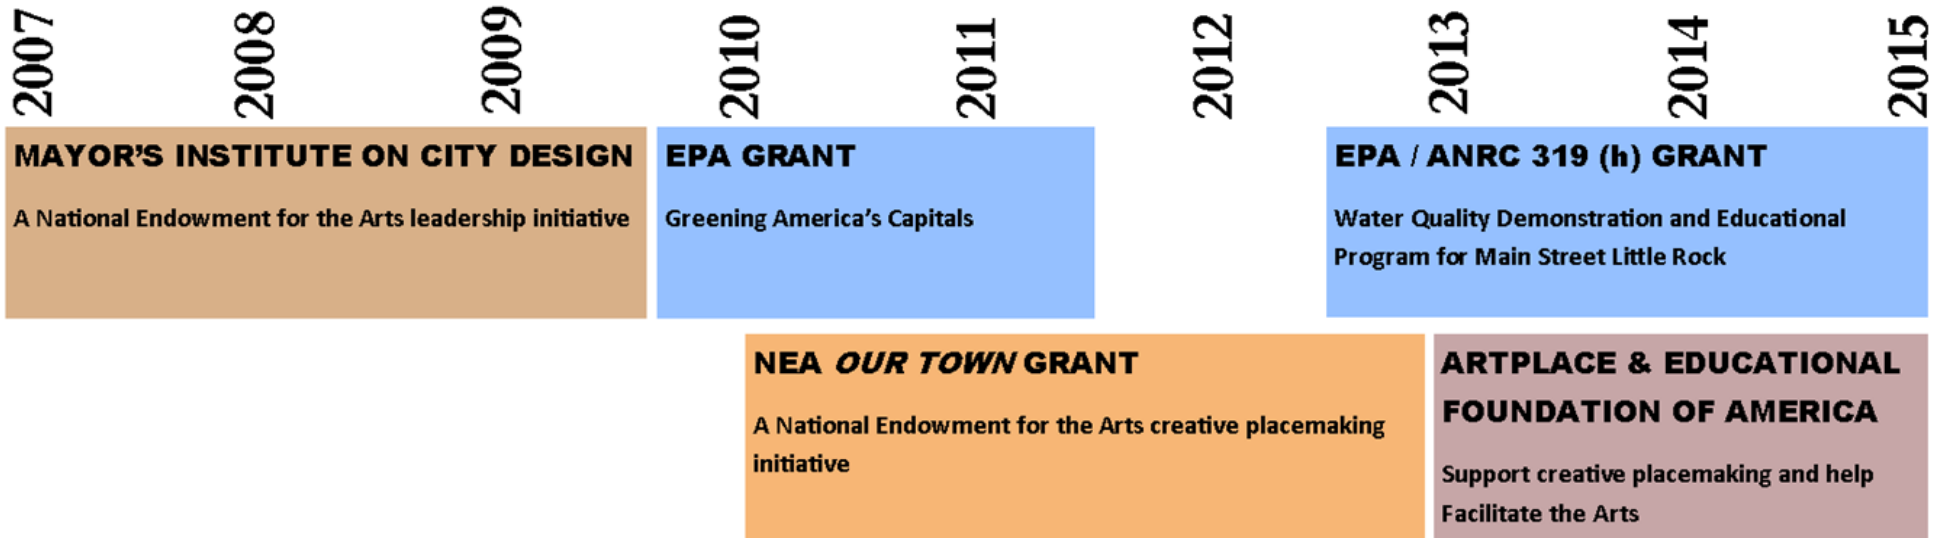 2007
2008
2009
2010
2011
2012
2013
2014
2015
MAYOR’S INSTITUTE ON CITY DESIGN
A National Endowment for the Arts leadership initiative
EPA GRANT
Greening America’s Capitals
EPA / ANRC 319 (h) GRANT
Water Quality Demonstration and Educational
Program for Main Street Little Rock
NEA OUR TOWN GRANT
A National Endowment for the Arts creative placemaking
initiative
ARTPLACE & EDUCATIONAL
FOUNDATION OF AMERICA
Support creative placemaking and help
Facilitate the Arts